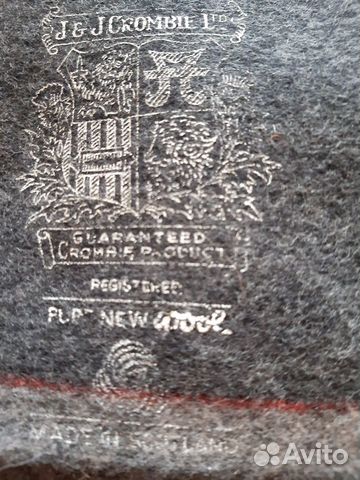 J & J CROMBIE LTD
GUARANTEED
CROMBIE PRODUCT
REGISTERED
PURE NEW wool
MADE IN SCOTLAND
Avito